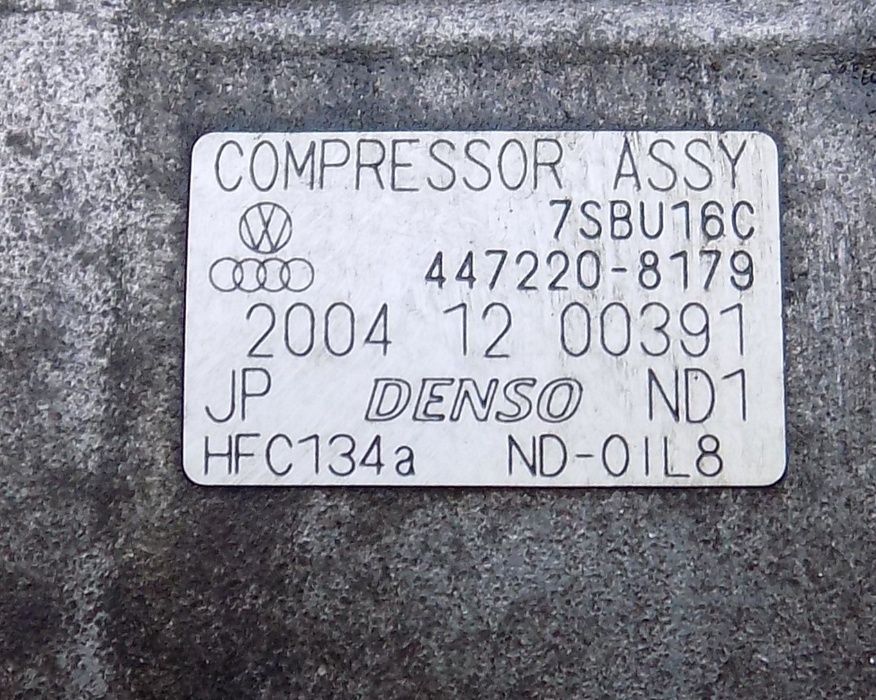 COMPRESSOR ASSY
7SBU16C
447220-8179
2004 12 00391
JP DENSO ND1
HFC134a ND-OIL8